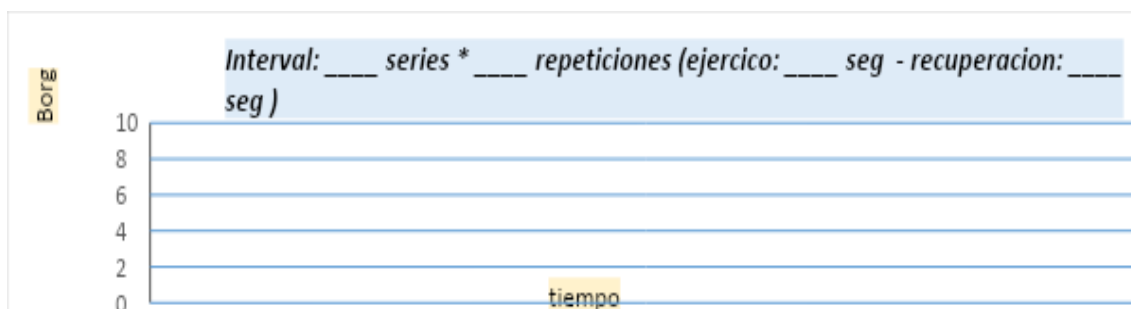 Interval: ____ series * ____ repeticiones (ejercico: ____ seg - recuperacion: ____
seg )
Borg
10
8
6
4
2
0
tiempo